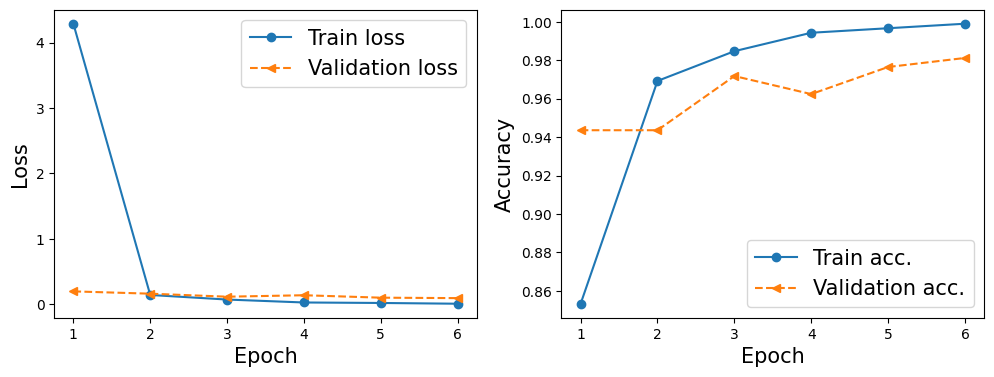 4
3
2
1
0
Loss
Train loss
Validation loss
1 2 3 4 5 6
Epoch
1.00
0.98
0.96
0.94
0.92
0.90
0.88
0.86
Accuracy
Train acc.
Validation acc.
1 2 3 4 5 6
Epoch